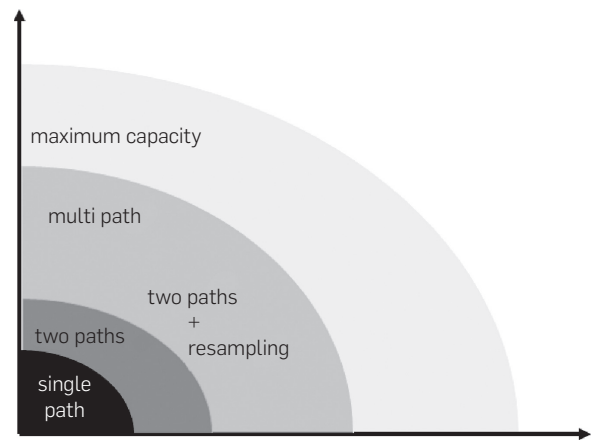 maximum capacity
multi path
two paths
+
resampling
two paths
single
path